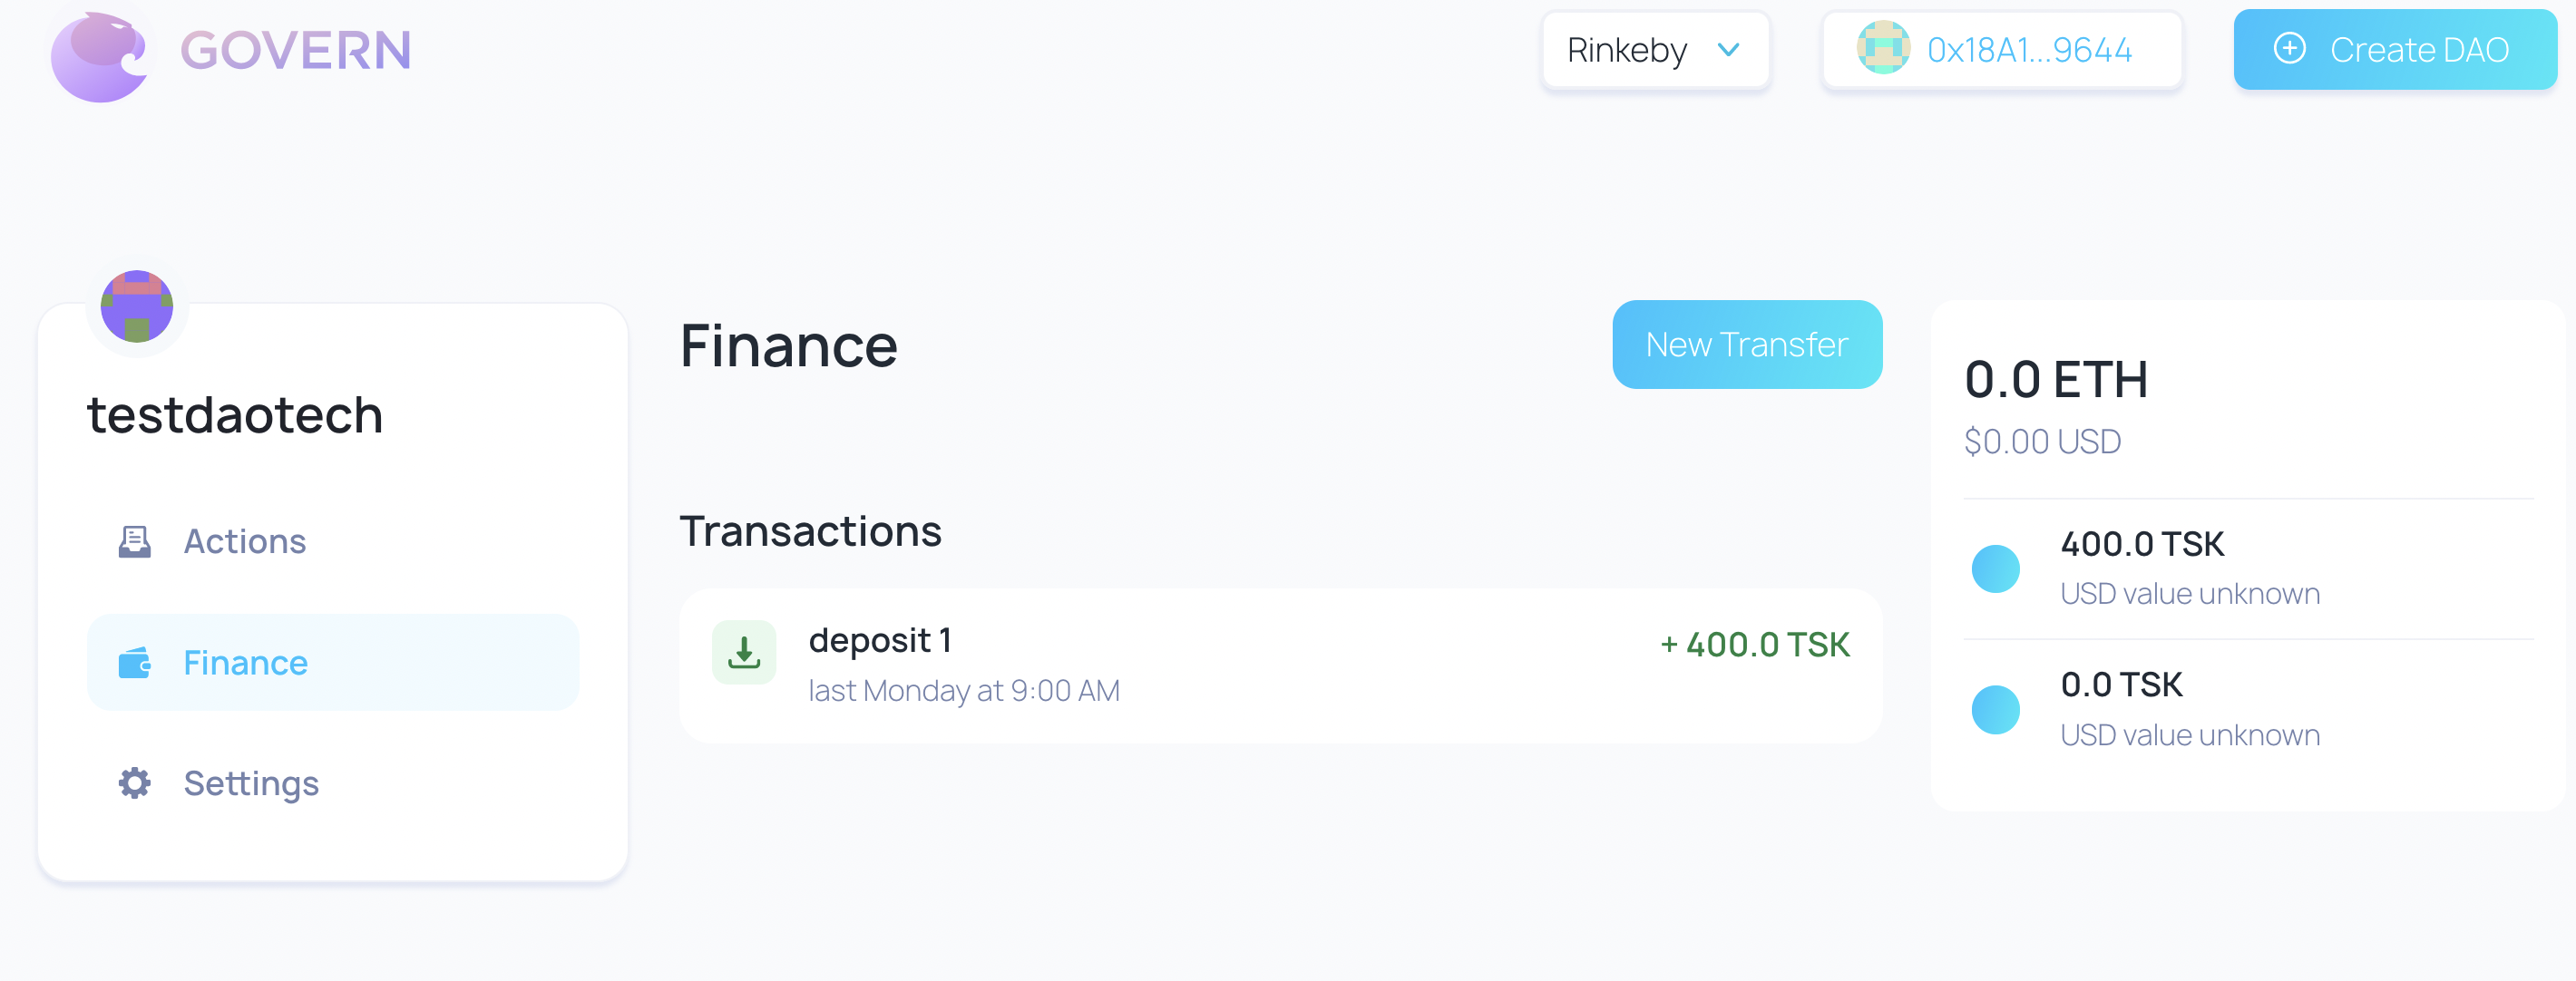 GOVERN
Rinkeby
0x18A1...9644
Create DAO
testdaotech
Actions
Finance
Settings
Finance
New Transfer
Transactions
deposit 1
last Monday at 9:00 AM
+ 400.0 TSK
0.0 ETH
$0.00 USD
400.0 TSK
USD value unknown
0.0 TSK
USD value unknown